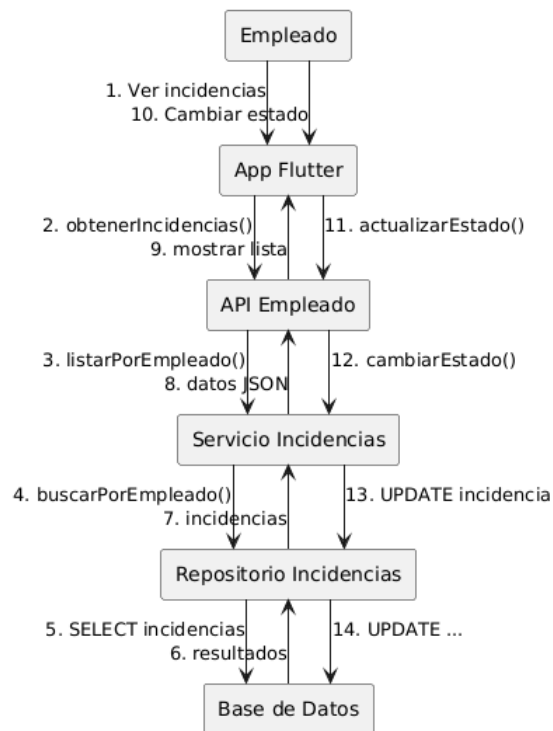 Empleado
1. Ver incidencias
10. Cambiar estado
App Flutter
2. obtenerIncidencias()
11. actualizarEstado()
9. mostrar lista
API Empleado
3. listarPorEmpleado()
12. cambiarEstado()
8. datos JSON
Servicio Incidencias
4. buscarPorEmpleado()
13. UPDATE incidencia
7. incidencias
Repositorio Incidencias
5. SELECT incidencias
14. UPDATE ...
6. resultados
Base de Datos